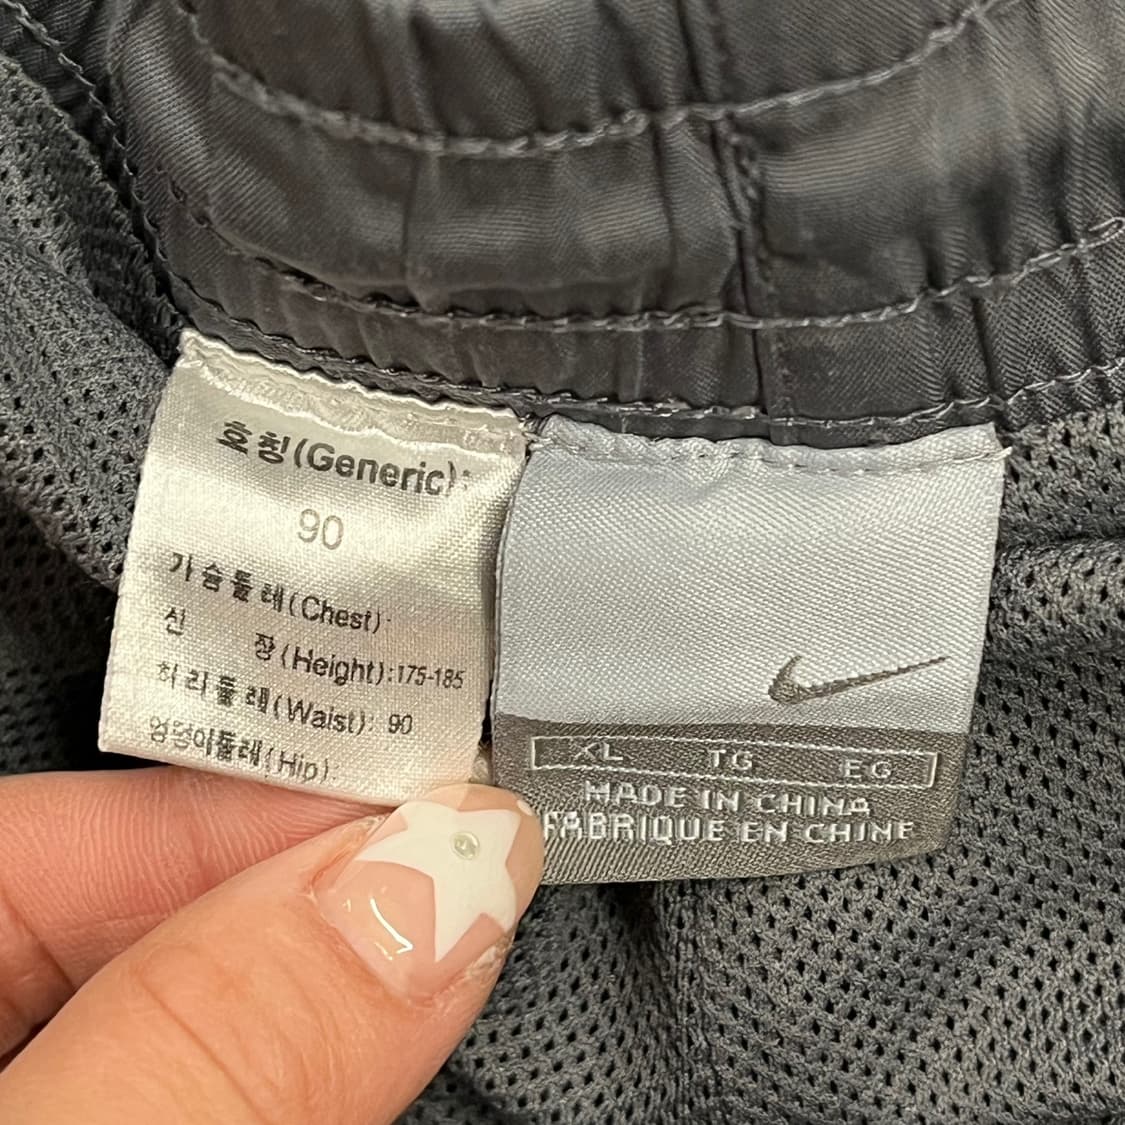 호칭(Generic):
90
가슴둘레(Chest):
신 장(Height):175-185
허리둘레(Waist): 90
엉덩이둘레(Hip):
XL TG EG
MADE IN CHINA
FABRIQUE EN CHINE